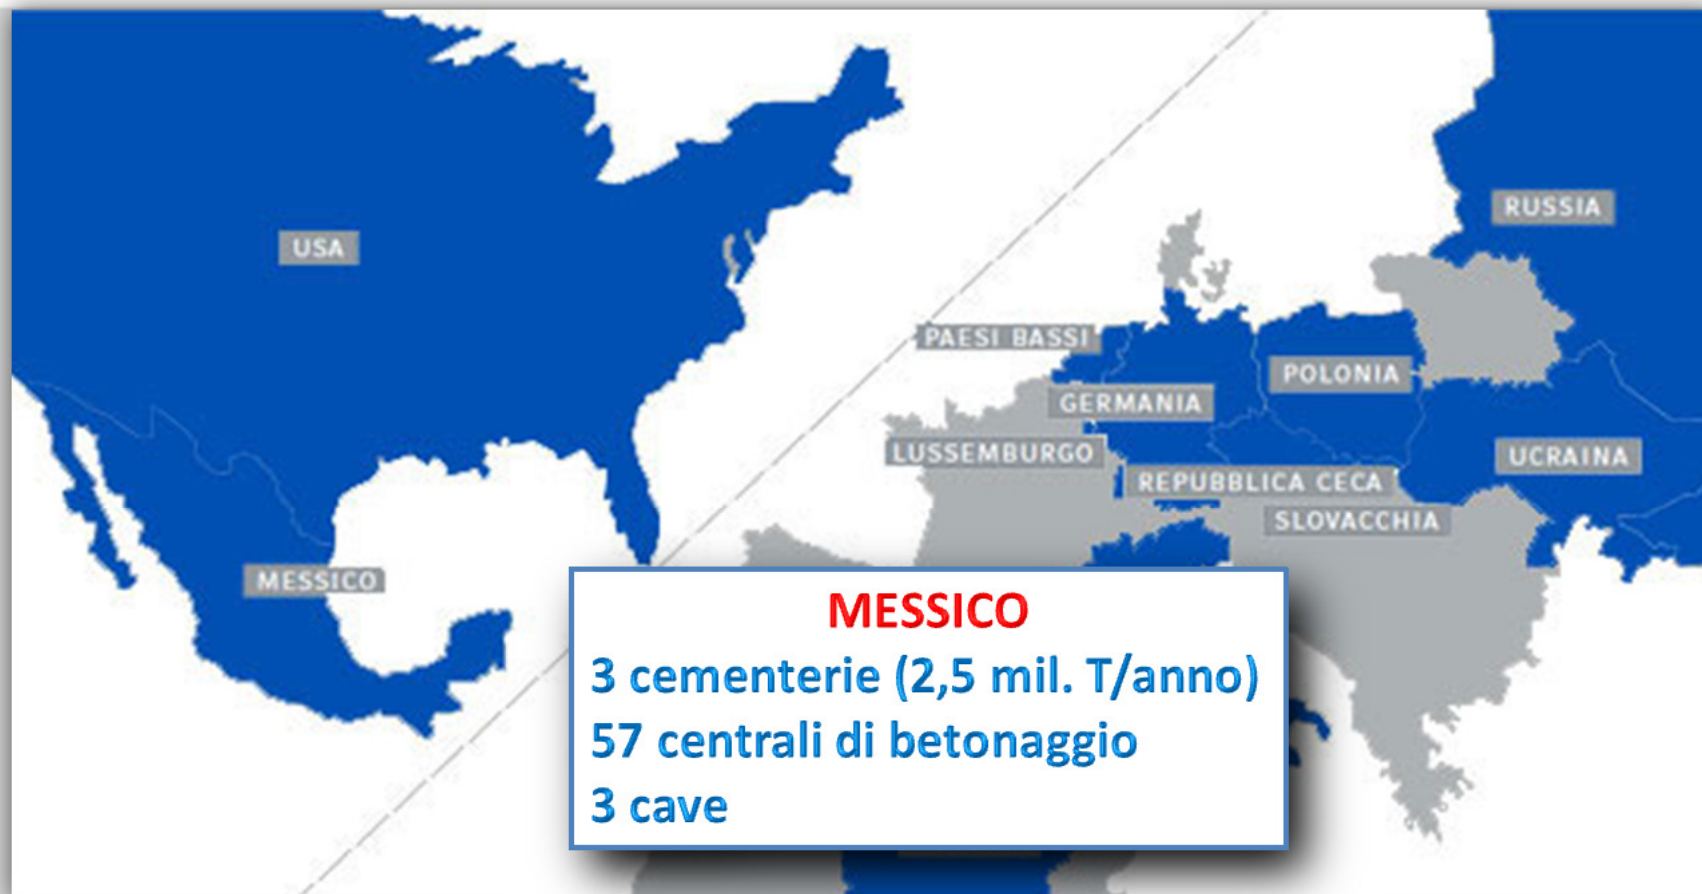 USA
RUSSIA
PAESI BASSI
POLONIA
GERMANIA
LUSSEMBURGO
UCRAINA
REPUBBLICA CECA
SLOVACCHIA
MESSICO
MESSICO
3 cementerie (2,5 mil. T/anno)
57 centrali di betonaggio
3 cave